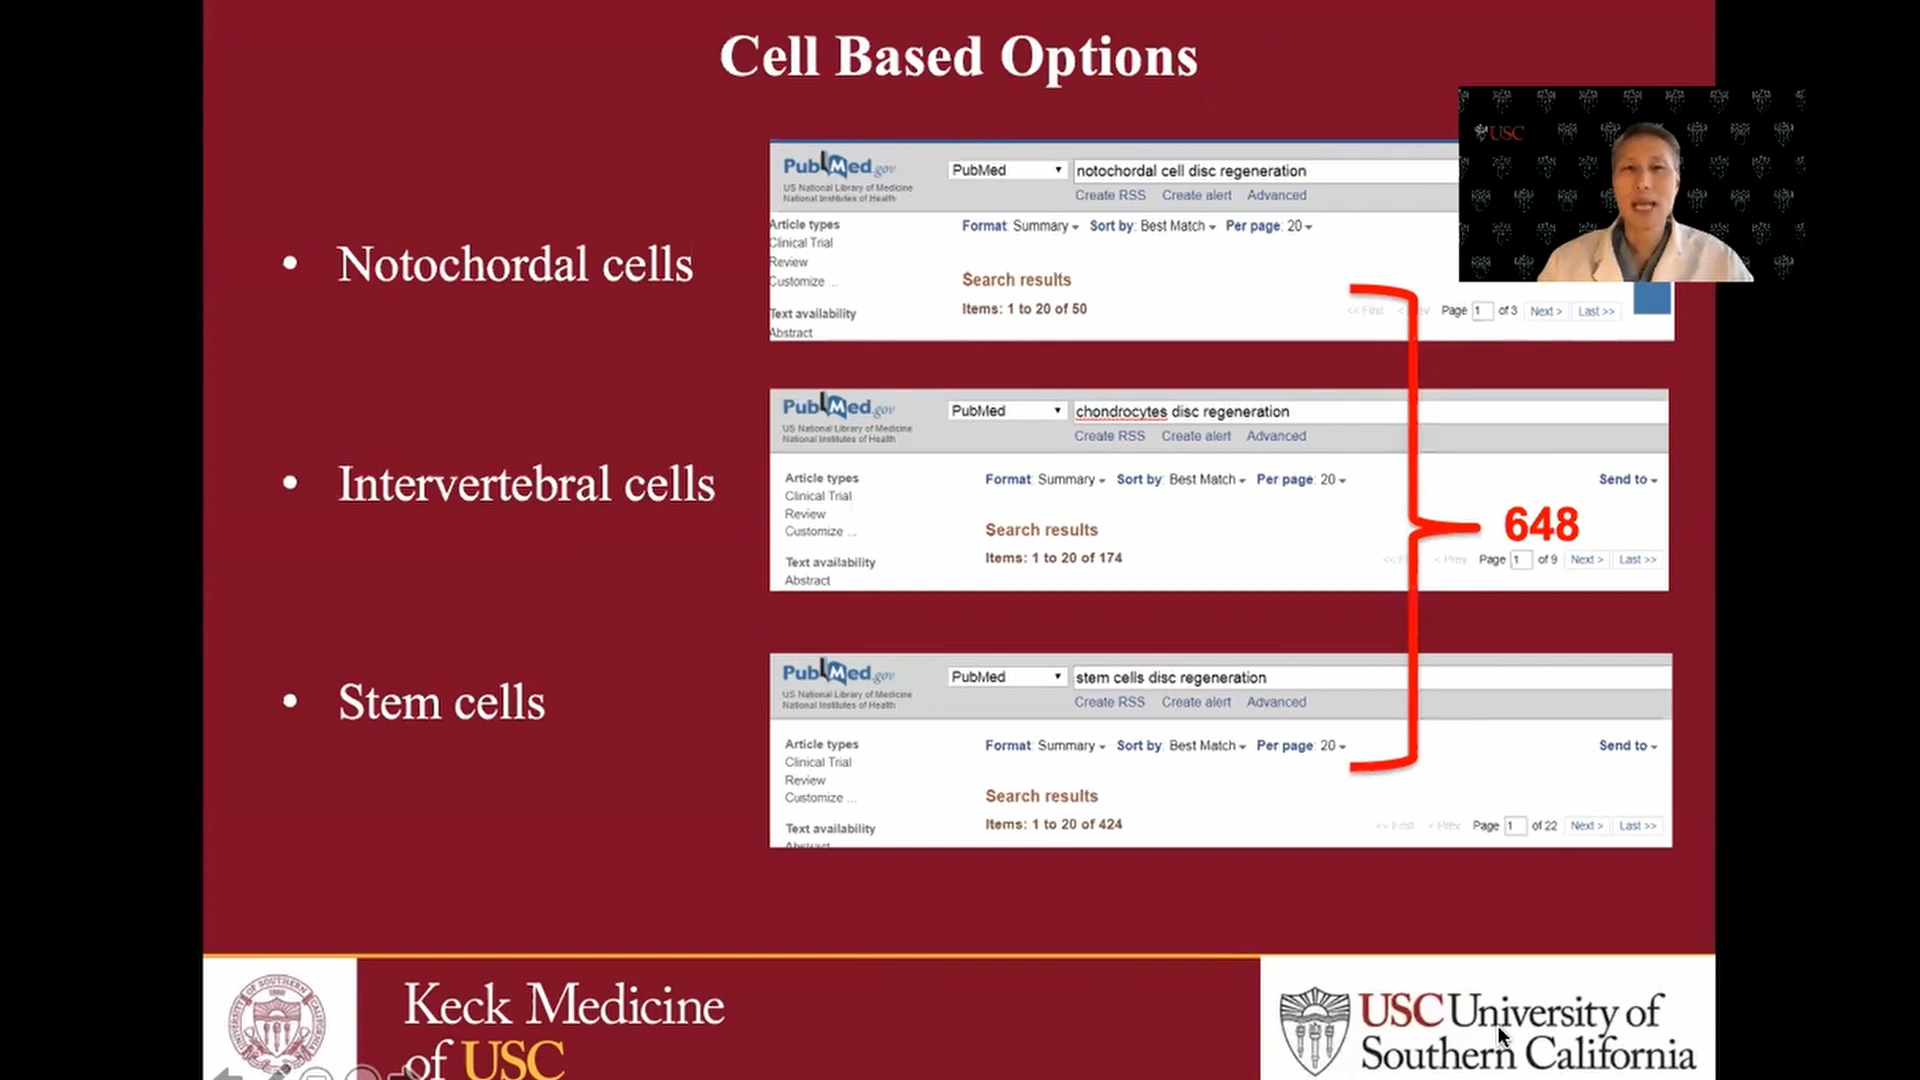 Cell Based Options
USC
• Notochordal cells
PubMed.gov
US National Library of Medicine
National Institutes of Health
PubMed
notochordal cell disc regeneration
Create RSS Create alert Advanced
Article types
Clinical Trial
Review
Customize ...
Text availability
Abstract
Format: Summary Sort by: Best Match Per page: 20
Search results
Items: 1 to 20 of 50
<< First < Prev Page 1 of 3 Next > Last >>
• Intervertebral cells
PubMed.gov
US National Library of Medicine
National Institutes of Health
PubMed
chondrocytes disc regeneration
Create RSS Create alert Advanced
Article types
Clinical Trial
Review
Customize ...
Text availability
Abstract
Format: Summary Sort by: Best Match Per page: 20 Send to
Search results
Items: 1 to 20 of 174
< Prev Page 1 of 9 Next > Last >>
648
• Stem cells
PubMed.gov
US National Library of Medicine
National Institutes of Health
PubMed
stem cells disc regeneration
Create RSS Create alert Advanced
Article types
Clinical Trial
Review
Customize ...
Text availability
Abstract
Format: Summary Sort by: Best Match Per page: 20 Send to
Search results
Items: 1 to 20 of 424
<< First < Prev Page 1 of 22 Next > Last >>
Keck Medicine
of USC
USC University of
Southern California